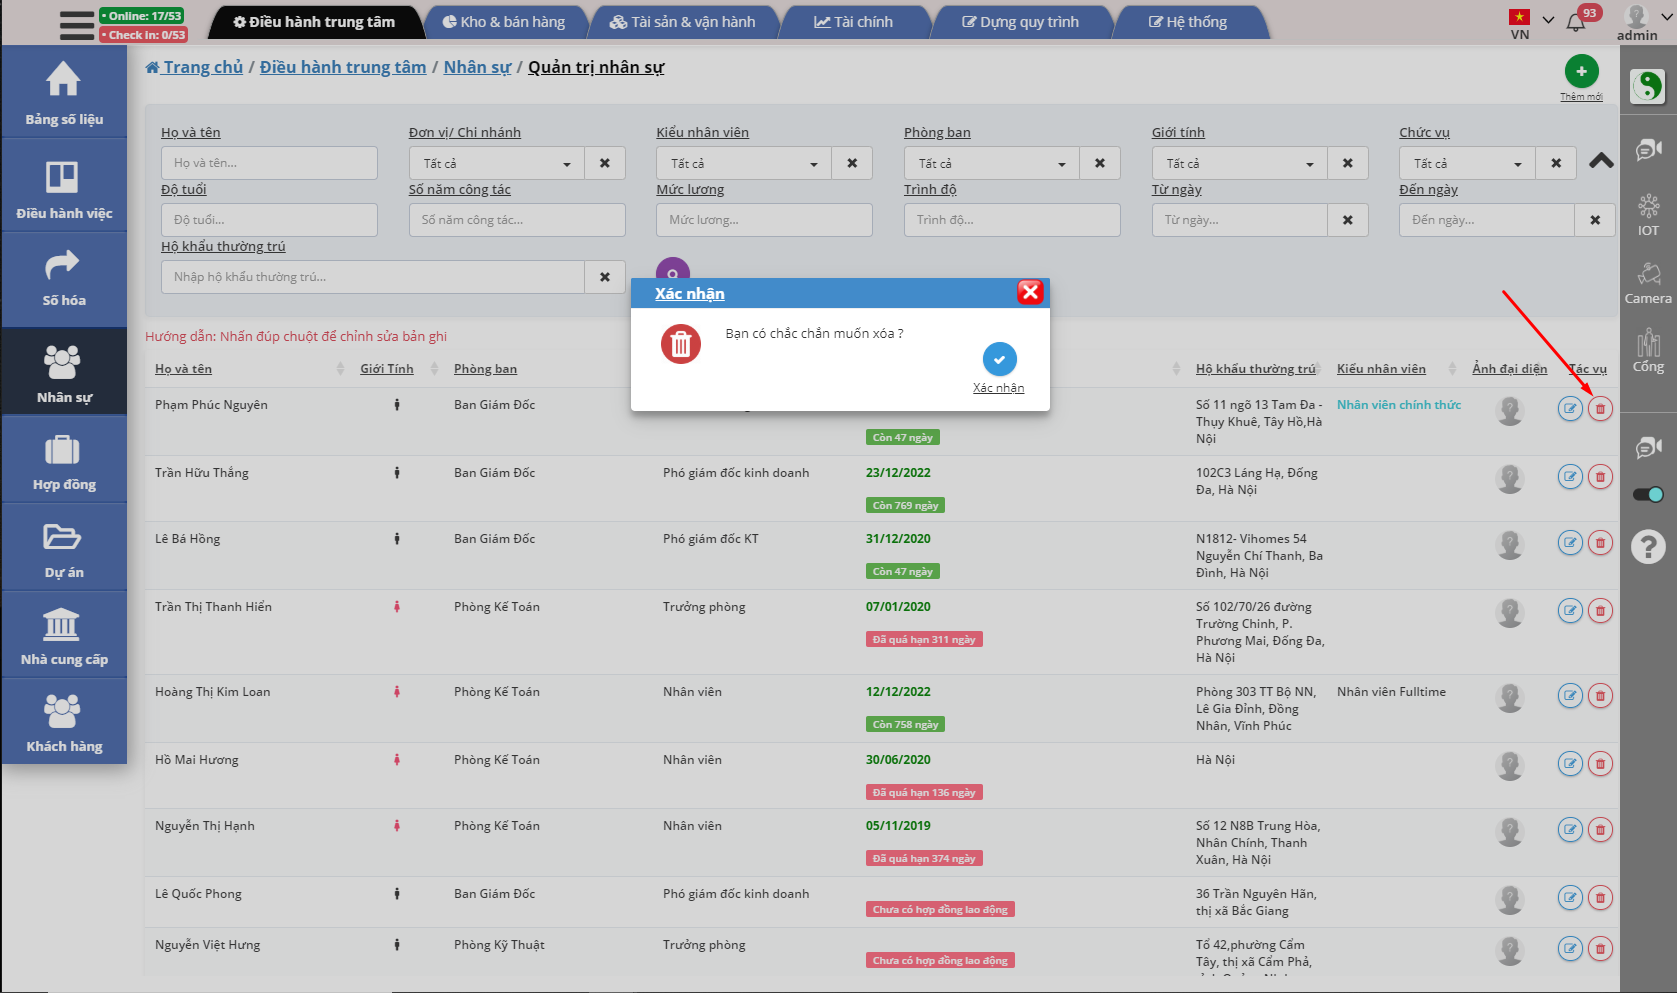 • Online: 17/53
• Check In: 0/53
Điều hành trung tâm
Kho & bán hàng
Tài sản & vận hành
Tài chính
Dựng quy trình
Hệ thống
VN
93
admin
Bảng số liệu
Điều hành việc
Số hóa
Nhân sự
Hợp đồng
Dự án
Nhà cung cấp
Khách hàng
Trang chủ / Điều hành trung tâm / Nhân sự / Quản trị nhân sự
Thêm mới
Họ và tên
Đơn vị/ Chi nhánh
Kiểu nhân viên
Phòng ban
Giới tính
Chức vụ
Họ và tên...
Tất cả
Tất cả
Tất cả
Tất cả
Tất cả
Độ tuổi
Số năm công tác
Mức lương
Trình độ
Từ ngày
Đến ngày
Độ tuổi...
Số năm công tác...
Mức lương...
Trình độ...
Từ ngày...
Đến ngày...
Hộ khẩu thường trú
Nhập hộ khẩu thường trú...
Xác nhận
Bạn có chắc chắn muốn xóa ?
Xác nhận
Hướng dẫn: Nhấn đúp chuột để chỉnh sửa bản ghi
Họ và tên
Giới Tính
Phòng ban
Hộ khẩu thường trú
Kiểu nhân viên
Ảnh đại diện
Tác vụ
Phạm Phúc Nguyên
Ban Giám Đốc
Còn 47 ngày
Số 11 ngõ 13 Tam Đa -
Thụy Khuê, Tây Hồ,Hà
Nội
Nhân viên chính thức
Trần Hữu Thắng
Ban Giám Đốc
Phó giám đốc kinh doanh
23/12/2022
Còn 769 ngày
102C3 Láng Hạ, Đống
Đa, Hà Nội
Lê Bá Hồng
Ban Giám Đốc
Phó giám đốc KT
31/12/2020
Còn 47 ngày
N1812- Vihomes 54
Nguyễn Chí Thanh, Ba
Đình, Hà Nội
Trần Thị Thanh Hiển
Phòng Kế Toán
Trưởng phòng
07/01/2020
Đã quá hạn 311 ngày
Số 102/70/26 đường
Trường Chinh, P.
Phương Mai, Đống Đa,
Hà Nội
Hoàng Thị Kim Loan
Phòng Kế Toán
Nhân viên
12/12/2022
Còn 758 ngày
Phòng 303 TT Bộ NN,
Lê Gia Đỉnh, Đồng
Nhân, Vĩnh Phúc
Nhân viên Fulltime
Hồ Mai Hương
Phòng Kế Toán
Nhân viên
30/06/2020
Đã quá hạn 136 ngày
Hà Nội
Nguyễn Thị Hạnh
Phòng Kế Toán
Nhân viên
05/11/2019
Đã quá hạn 374 ngày
Số 12 N8B Trung Hòa,
Nhân Chính, Thanh
Xuân, Hà Nội
Lê Quốc Phong
Ban Giám Đốc
Phó giám đốc kinh doanh
Chưa có hợp đồng lao động
36 Trần Nguyên Hãn,
thị xã Bắc Giang
Nguyễn Việt Hưng
Phòng Kỹ Thuật
Trưởng phòng
Chưa có hợp đồng lao động
Tổ 42,phường Cẩm
Tây, thị xã Cẩm Phả,
IOT
Camera
Cổng